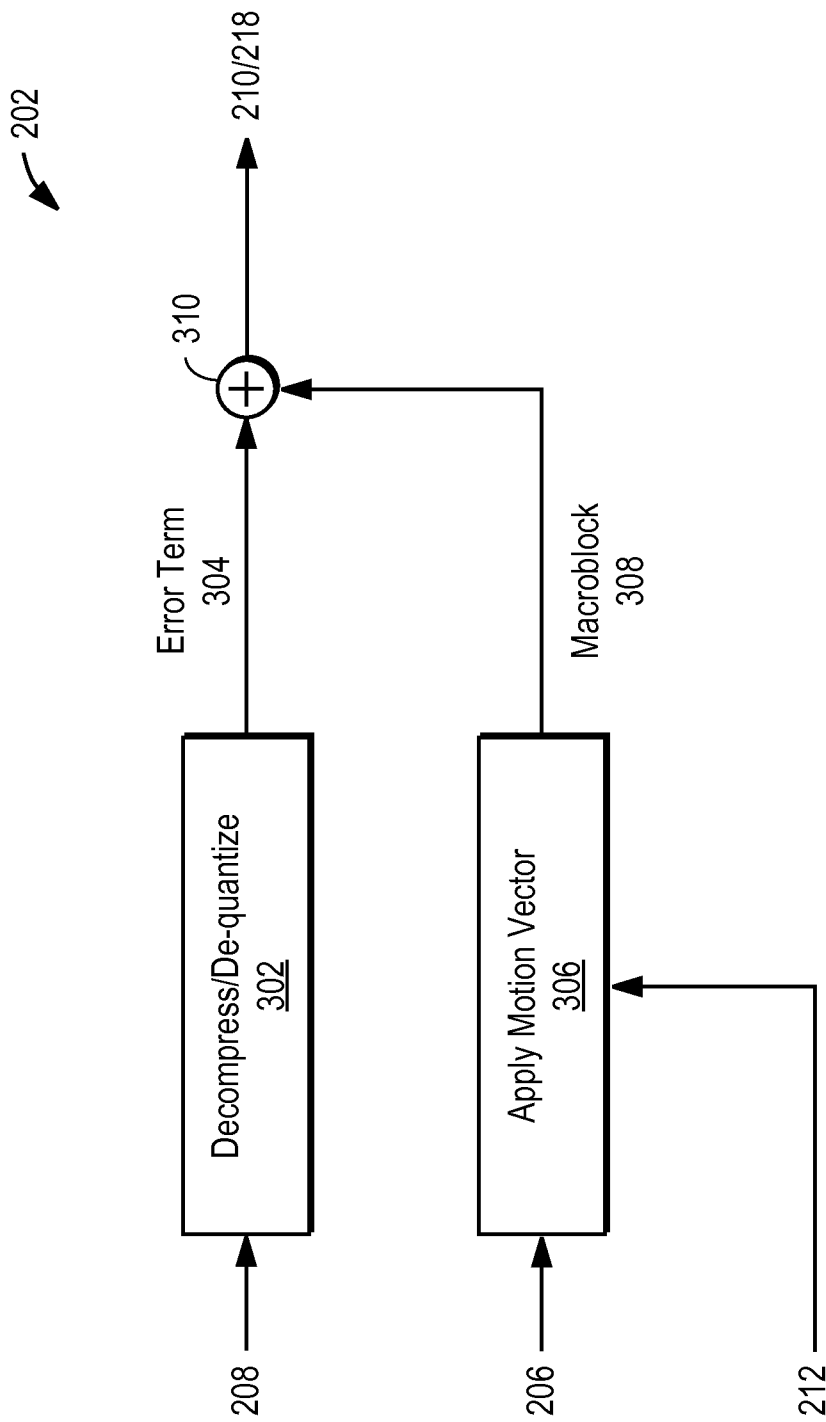 202
208
Decompress/De-quantize
302
Error Term
304
310
210/218
206
Apply Motion Vector
306
Macroblock
308
212